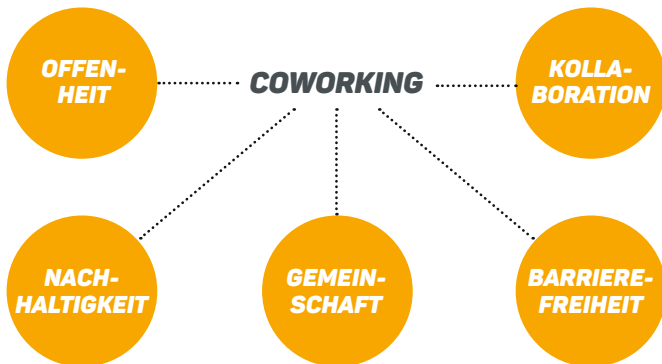 OFFEN-
HEIT
COWORKING
KOLLA-
BORATION
NACH-
HALTIGKEIT
GEMEIN-
SCHAFT
BARRIERE-
FREIHEIT